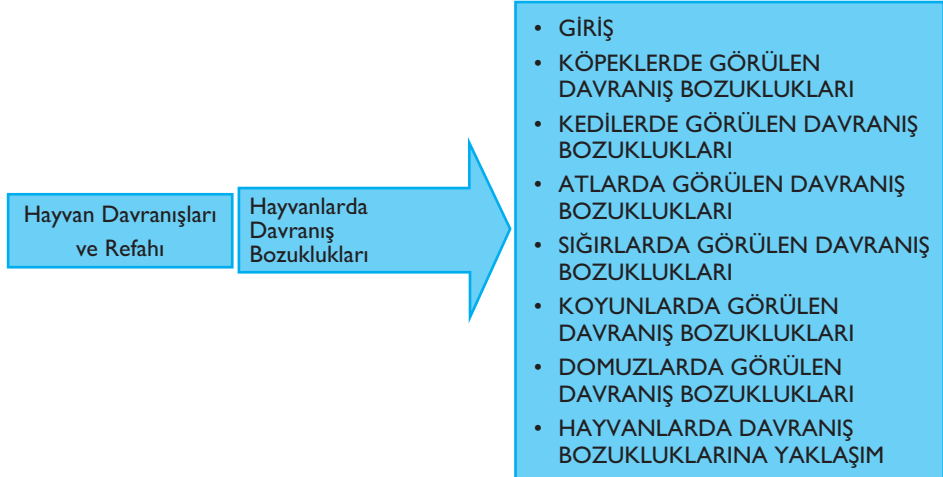 Hayvan Davranışları
ve Refahı
Hayvanlarda
Davranış
Bozuklukları
• GİRİŞ
• KÖPEKLERDE GÖRÜLEN
DAVRANIŞ BOZUKLUKLARI
• KEDİLERDE GÖRÜLEN DAVRANIŞ
BOZUKLUKLARI
• ATLARDA GÖRÜLEN DAVRANIŞ
BOZUKLUKLARI
• SIĞIRLARDA GÖRÜLEN DAVRANIŞ
BOZUKLUKLARI
• KOYUNLARDA GÖRÜLEN
DAVRANIŞ BOZUKLUKLARI
• DOMUZLARDA GÖRÜLEN
DAVRANIŞ BOZUKLUKLARI
• HAYVANLARDA DAVRANIŞ
BOZUKLUKLARINA YAKLAŞIM